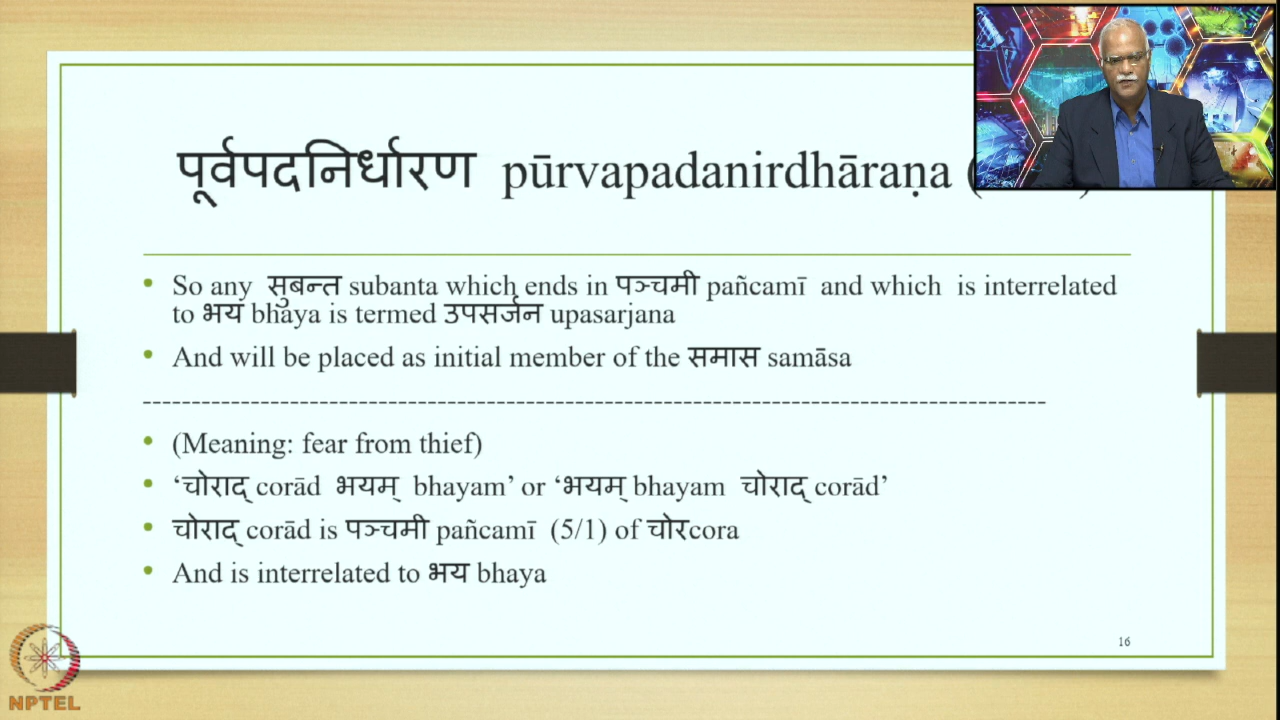 पूर्वपदनिर्धारण pūrvapadanirdhāraṇa (
• So any सुबन्त subanta which ends in पञ्चमी pañcamī and which is interrelated
to भय bhaya is termed उपसर्जन upasarjana
• And will be placed as initial member of the समास samāsa
--------------------------------------------------------------------------------------------
• (Meaning: fear from thief)
• ‘चोराद् corād भयम् bhayam’ or ‘भयम् bhayam चोराद् corād’
• चोराद् corād is पञ्चमी pañcamī (5/1) of चोरcora
• And is interrelated to भय bhaya
16
NPTEL